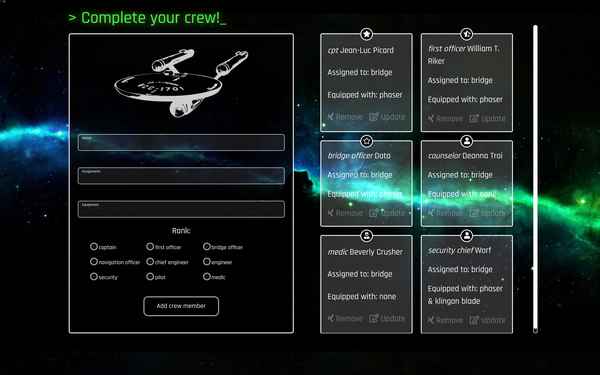 > Complete your crew!_
Name
Assignment
Equipment
Rank:
captain
first officer
bridge officer
navigation officer
chief engineer
engineer
security
pilot
medic
Add crew member
cpt Jean-Luc Picard
Assigned to: bridge
Equipped with: phaser
Remove
Update
first officer William T.
Riker
Assigned to: bridge
Equipped with: phaser
Remove
Update
bridge officer Data
Assigned to: bridge
Equipped with: phaser
Remove
Update
counselor Deanna Troi
Assigned to: bridge
Equipped with: none
Remove
Update
medic Beverly Crusher
Assigned to: bridge
Equipped with: none
Remove
Update
security chief Worf
Assigned to: bridge
Equipped with: phaser
& klingon blade
Remove
Update